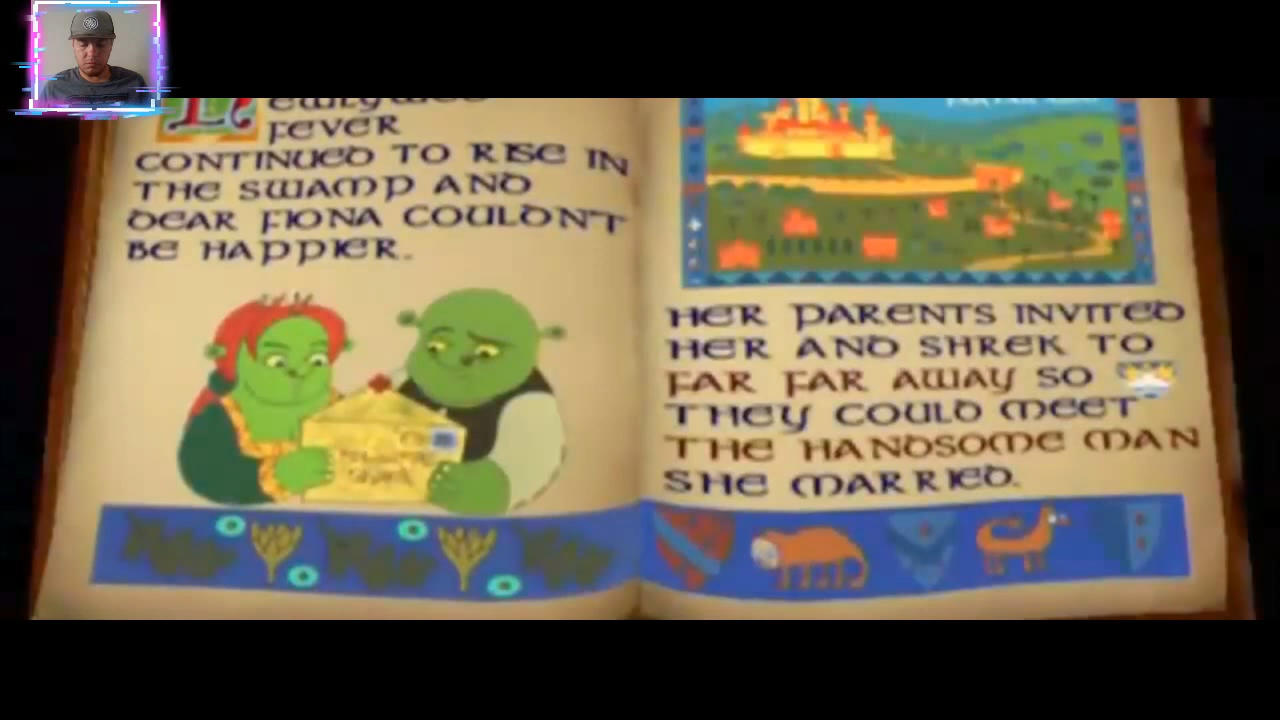 FEVER
CONTINUED TO RISE IN
THE SWAMP AND
DEAR FIONA COULDN'T
BE HAPPIER.
HER PARENTS INVITED
HER AND SHREK TO
FAR FAR AWAY SO
THEY COULD MEET
THE HANDSOME MAN
SHE MARRIED.